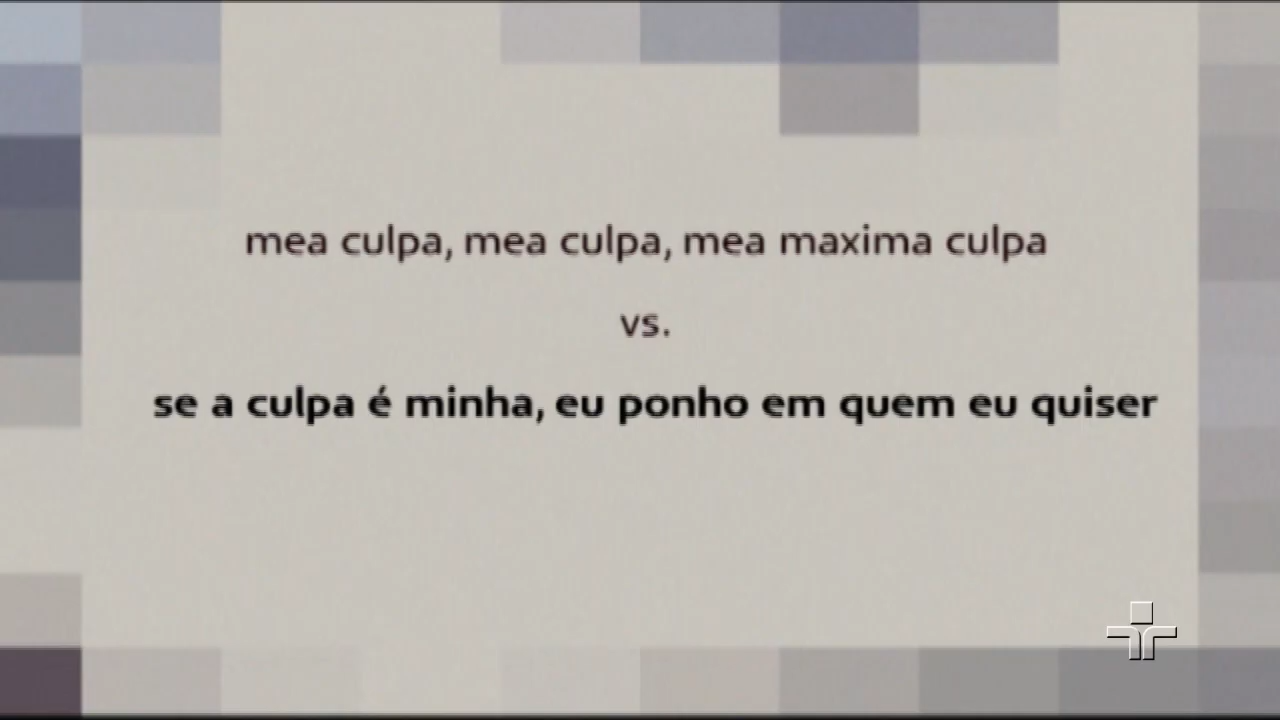 mea culpa, mea culpa, mea maxima culpa
vs.
se a culpa é minha, eu ponho em quem eu quiser